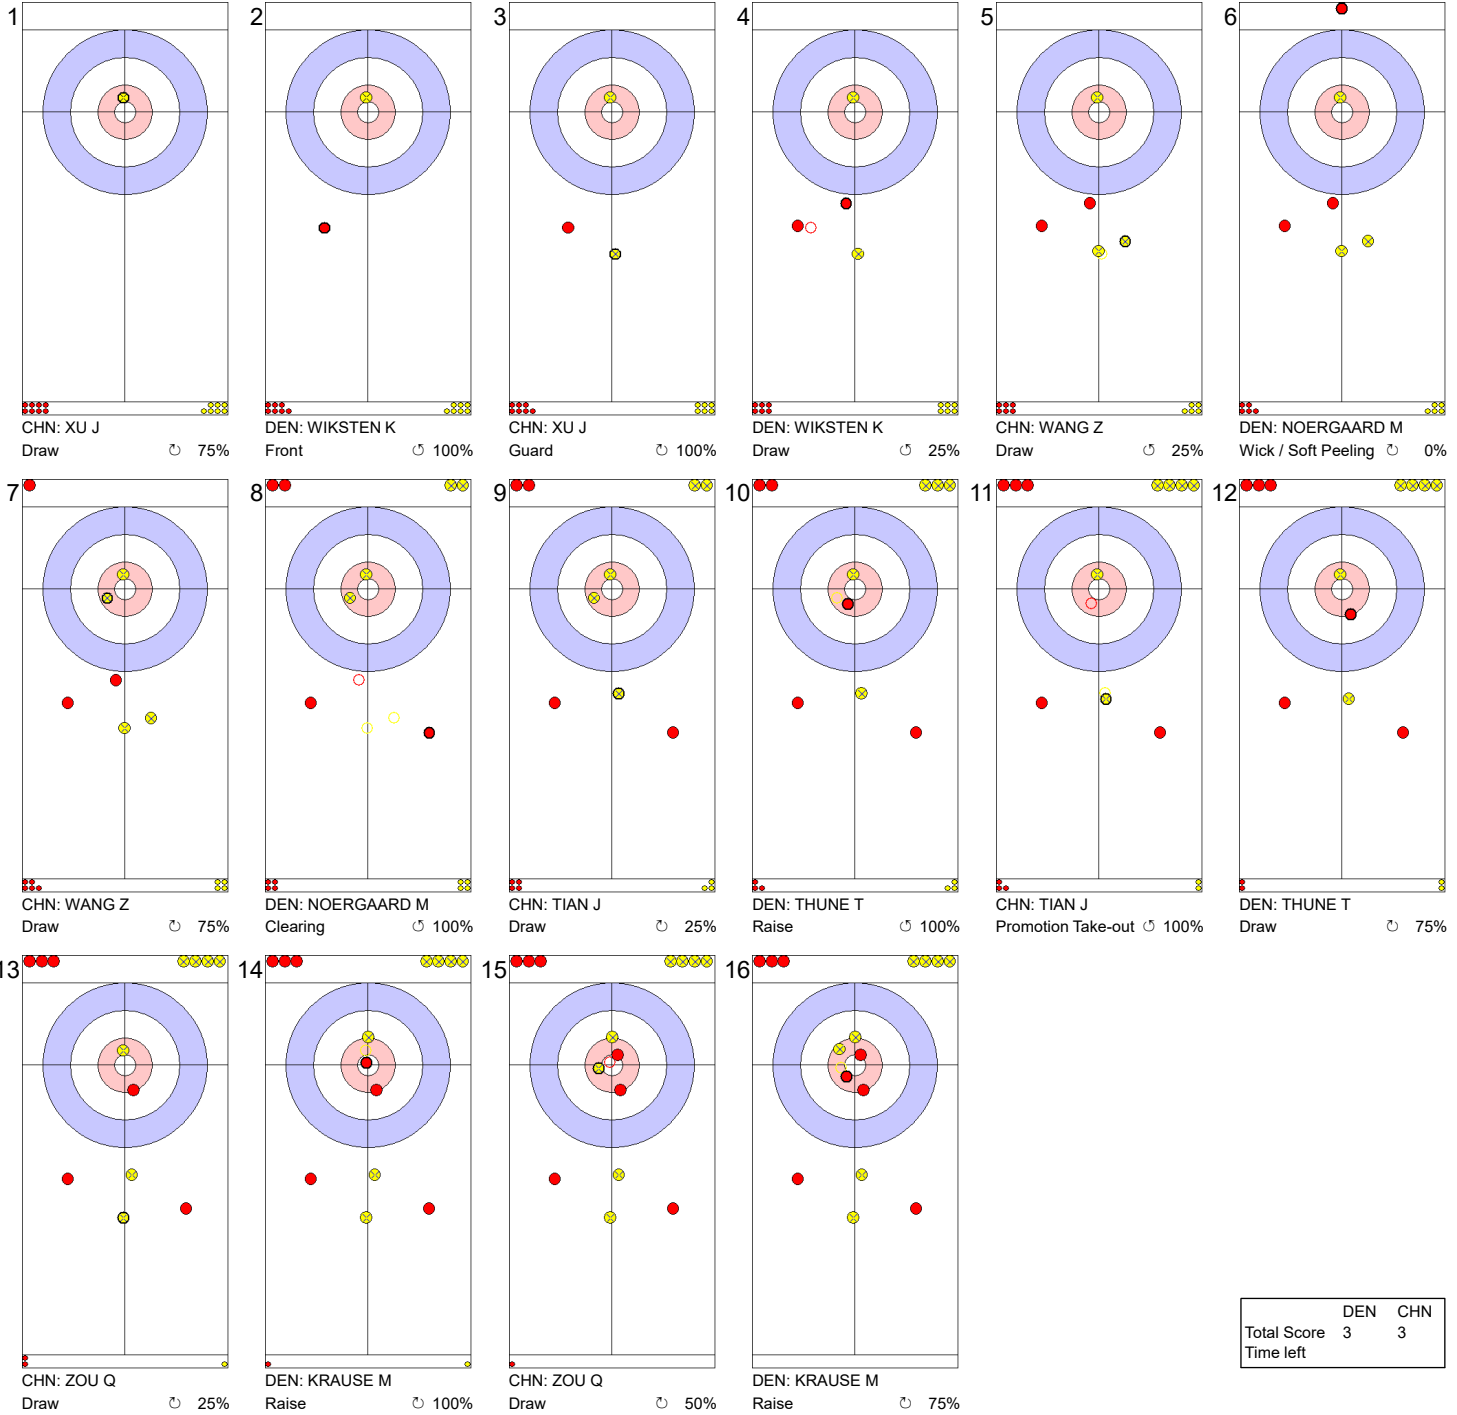 1
CHN: XU J
Draw ↻ 75%
2
DEN: WIKSTEN K
Front ↺ 100%
3
CHN: XU J
Guard ↻ 100%
4
DEN: WIKSTEN K
Draw ↺ 25%
5
CHN: WANG Z
Draw ↺ 25%
6
DEN: NOERGAARD M
Wick / Soft Peeling ↻ 0%
7
CHN: WANG Z
Draw ↻ 75%
8
DEN: NOERGAARD M
Clearing ↺ 100%
9
CHN: TIAN J
Draw ↻ 25%
10
DEN: THUNE T
Raise ↺ 100%
11
CHN: TIAN J
Promotion Take-out ↺ 100%
12
DEN: THUNE T
Draw ↻ 75%
13
CHN: ZOU Q
Draw ↻ 25%
14
DEN: KRAUSE M
Raise ↻ 100%
15
CHN: ZOU Q
Draw ↻ 50%
16
DEN: KRAUSE M
Raise ↻ 75%
DEN CHN
Total Score 3 3
Time left